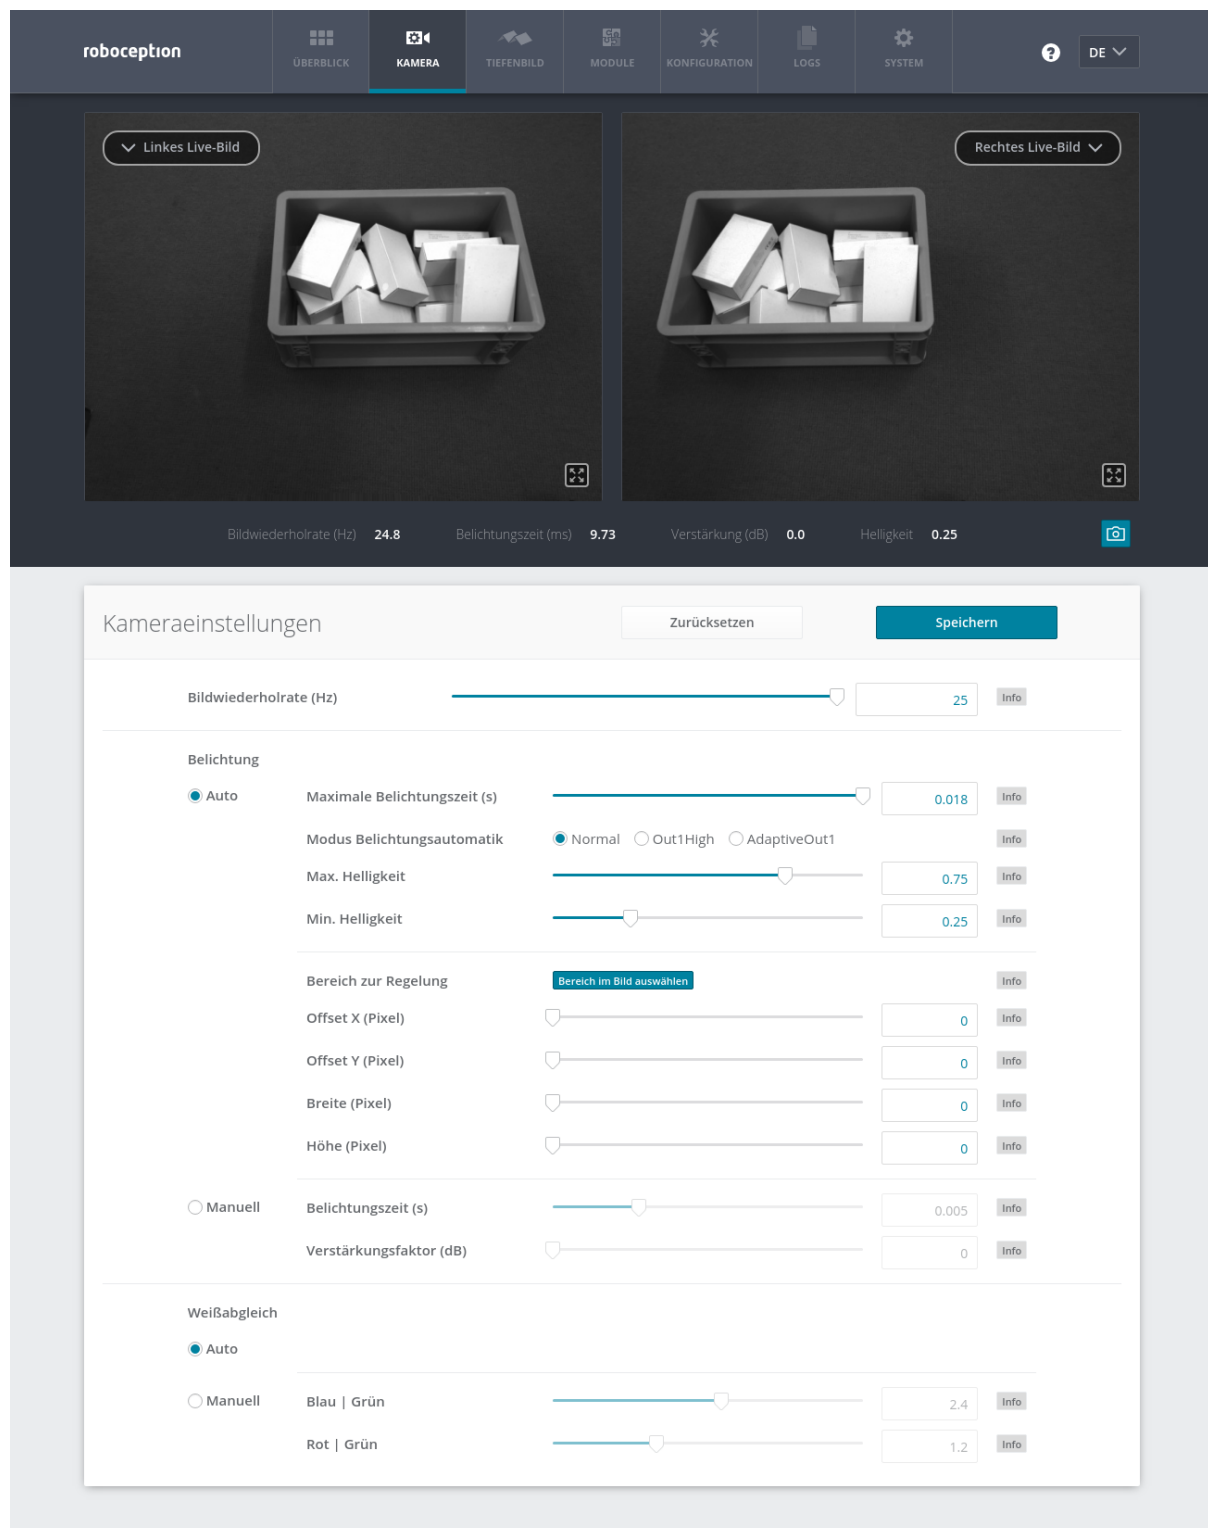 roboception
ÜBERBLICK
KAMERA
TIEFENBILD
MODULE
KONFIGURATION
LOGS
SYSTEM
DE
Linkes Live-Bild
Rechtes Live-Bild
Bildwiederholrate (Hz) 24.8 Belichtungszeit (ms) 9.73 Verstärkung (dB) 0.0 Helligkeit 0.25
Kameraeinstellungen Zurücksetzen Speichern
Bildwiederholrate (Hz) 25 Info
Belichtung
Auto Maximale Belichtungszeit (s) 0.018 Info
Modus Belichtungsautomatik Normal Out1High AdaptiveOut1 Info
Max. Helligkeit 0.75 Info
Min. Helligkeit 0.25 Info
Bereich zur Regelung Bereich im Bild auswählen Info
Offset X (Pixel) 0 Info
Offset Y (Pixel) 0 Info
Breite (Pixel) 0 Info
Höhe (Pixel) 0 Info
Manuell Belichtungszeit (s) 0.005 Info
Verstärkungsfaktor (dB) 0 Info
Weißabgleich
Auto
Manuell Blau | Grün 2.4 Info
Rot | Grün 1.2 Info